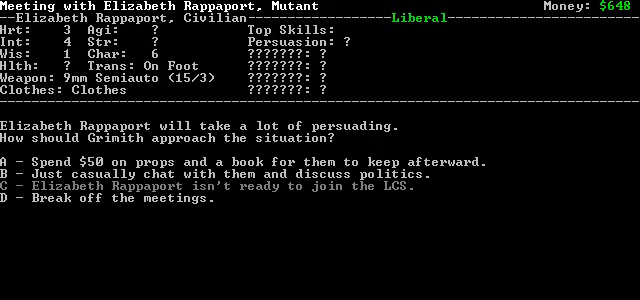 Meeting with Elizabeth Rappaport, Mutant Money: $648
——Elizabeth Rappaport, Civilian————Liberal————
Hrt: 3 Agi: ? Top Skills:
Int: 4 Str: ? Persuasion: ?
Wis: 1 Char: 6 ???????: ?
Hlth: ? Trans: On Foot ???????: ?
Weapon: 9mm Semiauto (15/3) ???????: ?
Clothes: Clothes ???????: ?
Elizabeth Rappaport will take a lot of persuading.
How should Grimith approach the situation?
A - Spend $50 on props and a book for them to keep afterward.
B - Just casually chat with them and discuss politics.
C - Elizabeth Rappaport isn't ready to join the LCS.
D - Break off the meetings.